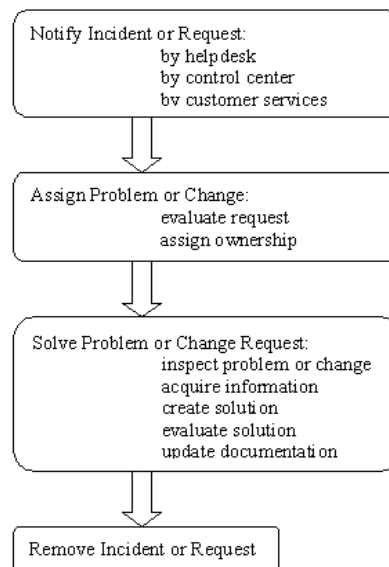 Notify Incident or Request:
by helpdesk
by control center
by customer services
Assign Problem or Change:
evaluate request
assign ownership
Solve Problem or Change Request:
inspect problem or change
acquire information
create solution
evaluate solution
update documentation
Remove Incident or Request